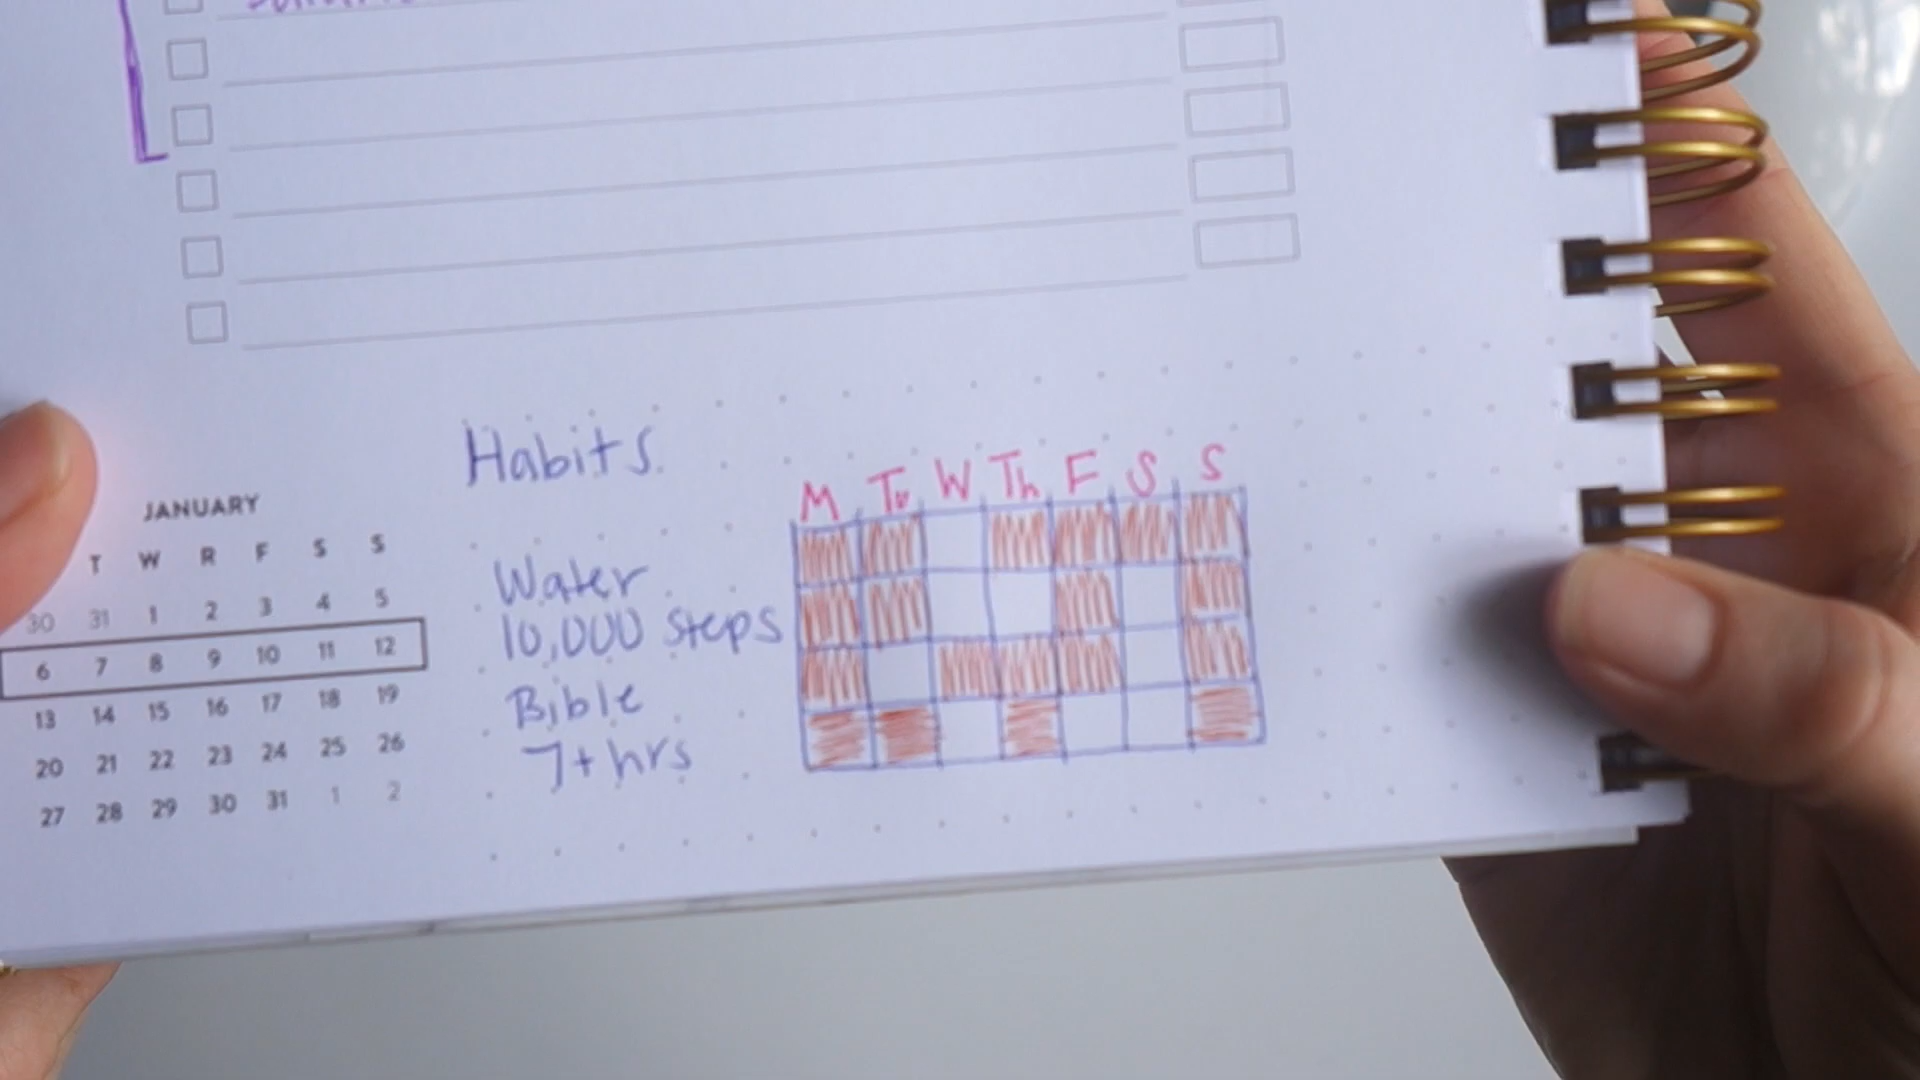 Habits
M Tu W Th F S S
Water
10,000 steps
Bible
7+ hrs
JANUARY
T W R F S S
30 31 1 2 3 4 5
6 7 8 9 10 11 12
13 14 15 16 17 18 19
20 21 22 23 24 25 26
27 28 29 30 31 1 2